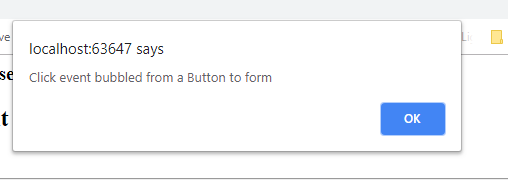 localhost:63647 says
Click event bubbled from a Button to form
OK